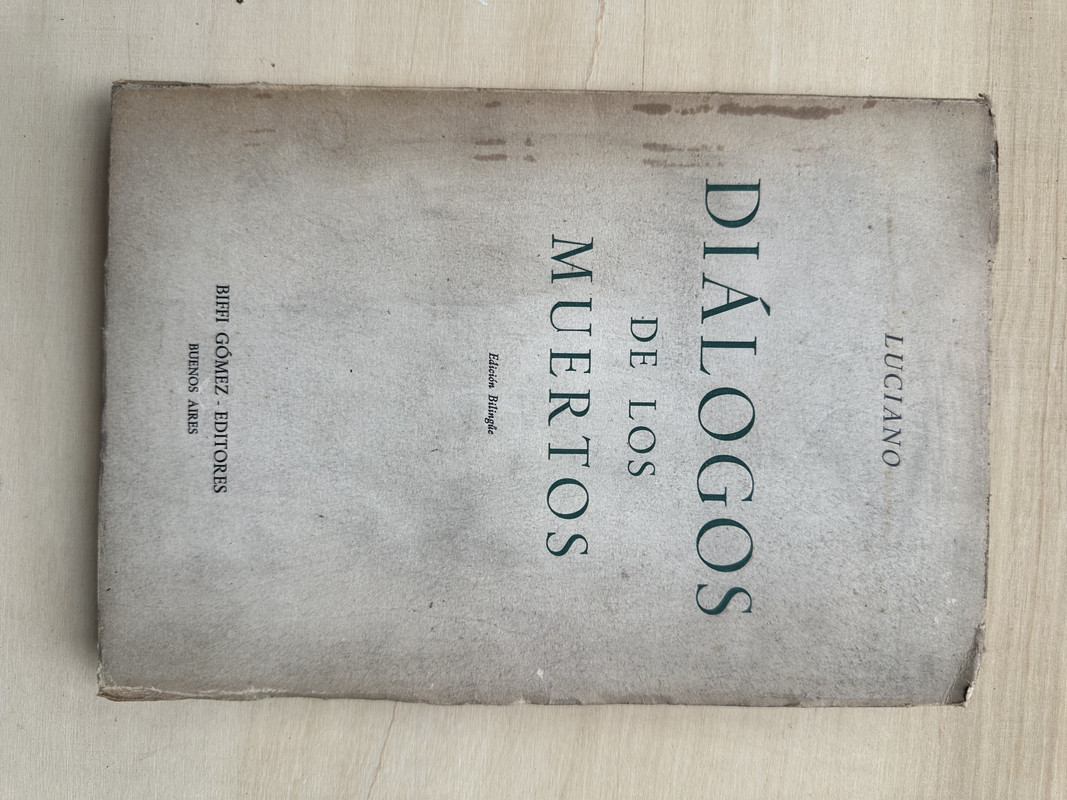 LUCIANO
DIÁLOGOS
DE LOS
MUERTOS
Edición Bilingüe
BIFFI GÓMEZ - EDITORES
BUENOS AIRES